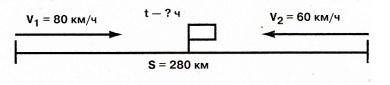 t – ? ч
V₁ = 80 км/ч
V₂ = 60 км/ч
S = 280 км